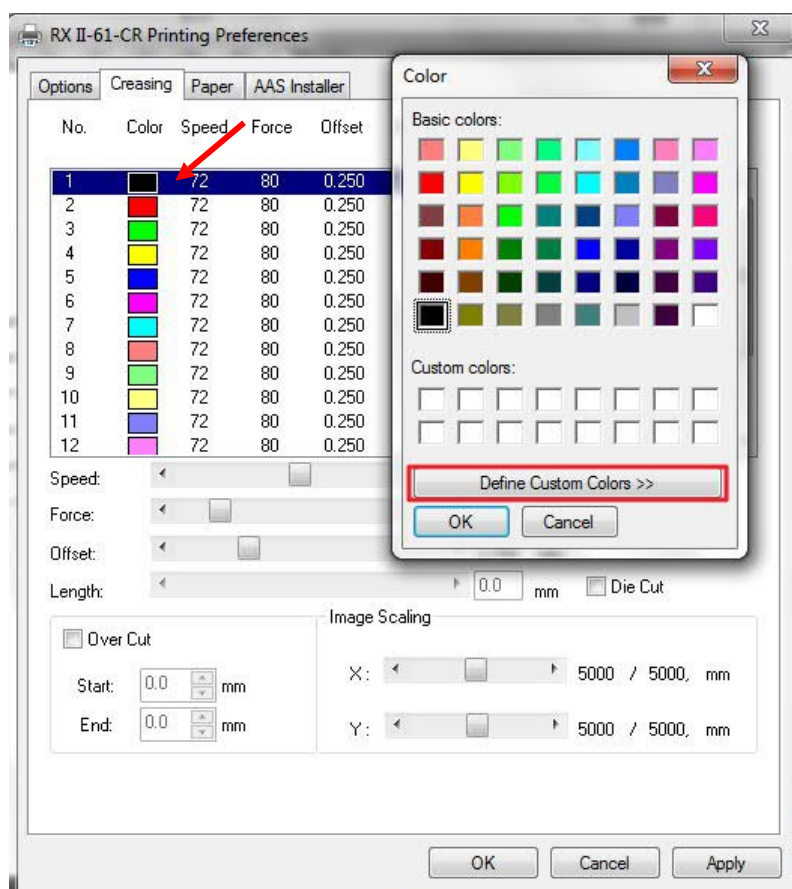 RX II-61-CR Printing Preferences
Options Creasing Paper AAS Installer
No. Color Speed Force Offset
1 72 80 0.250
2 72 80 0.250
3 72 80 0.250
4 72 80 0.250
5 72 80 0.250
6 72 80 0.250
7 72 80 0.250
8 72 80 0.250
9 72 80 0.250
10 72 80 0.250
11 72 80 0.250
12 72 80 0.250
Speed:
Force:
Offset:
Length: 0.0 mm Die Cut
Over Cut
Start: 0.0 mm
End: 0.0 mm
Image Scaling
X: 5000 / 5000, mm
Y: 5000 / 5000, mm
OK Cancel Apply
Color
Basic colors:
Custom colors:
Define Custom Colors >>
OK Cancel